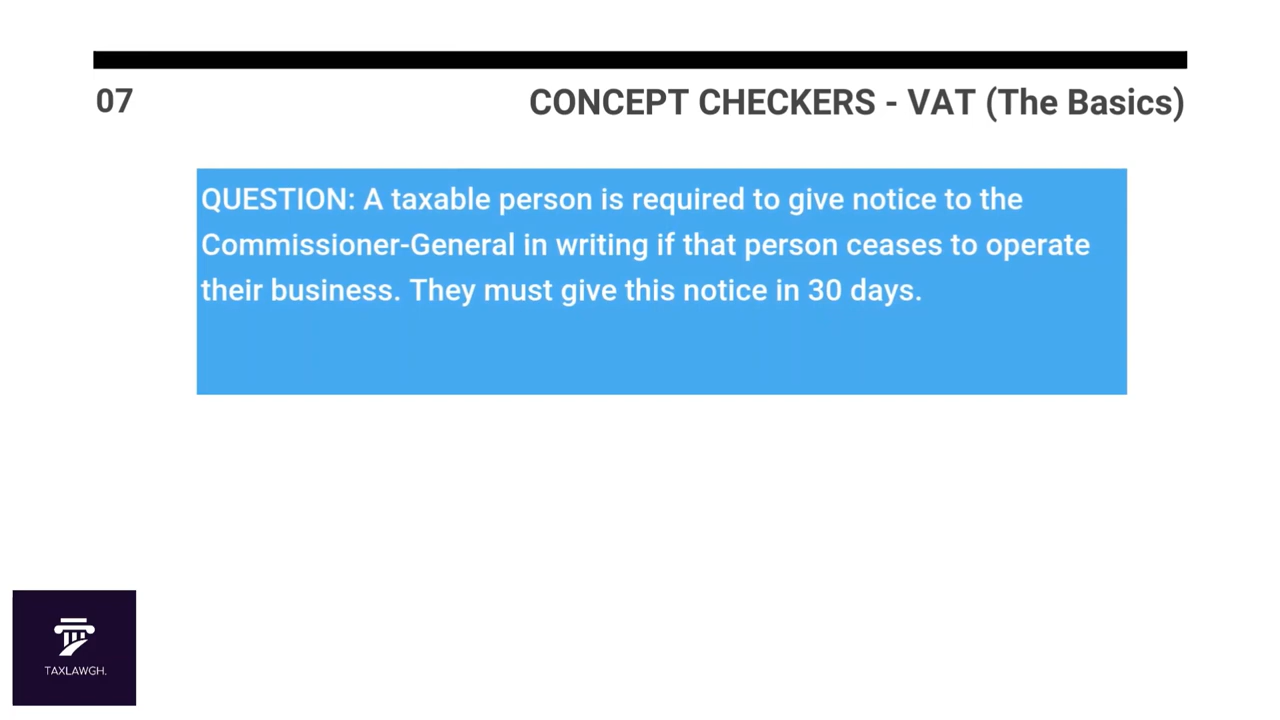 07
CONCEPT CHECKERS - VAT (The Basics)
QUESTION: A taxable person is required to give notice to the
Commissioner-General in writing if that person ceases to operate
their business. They must give this notice in 30 days.
TAXLAWGH.